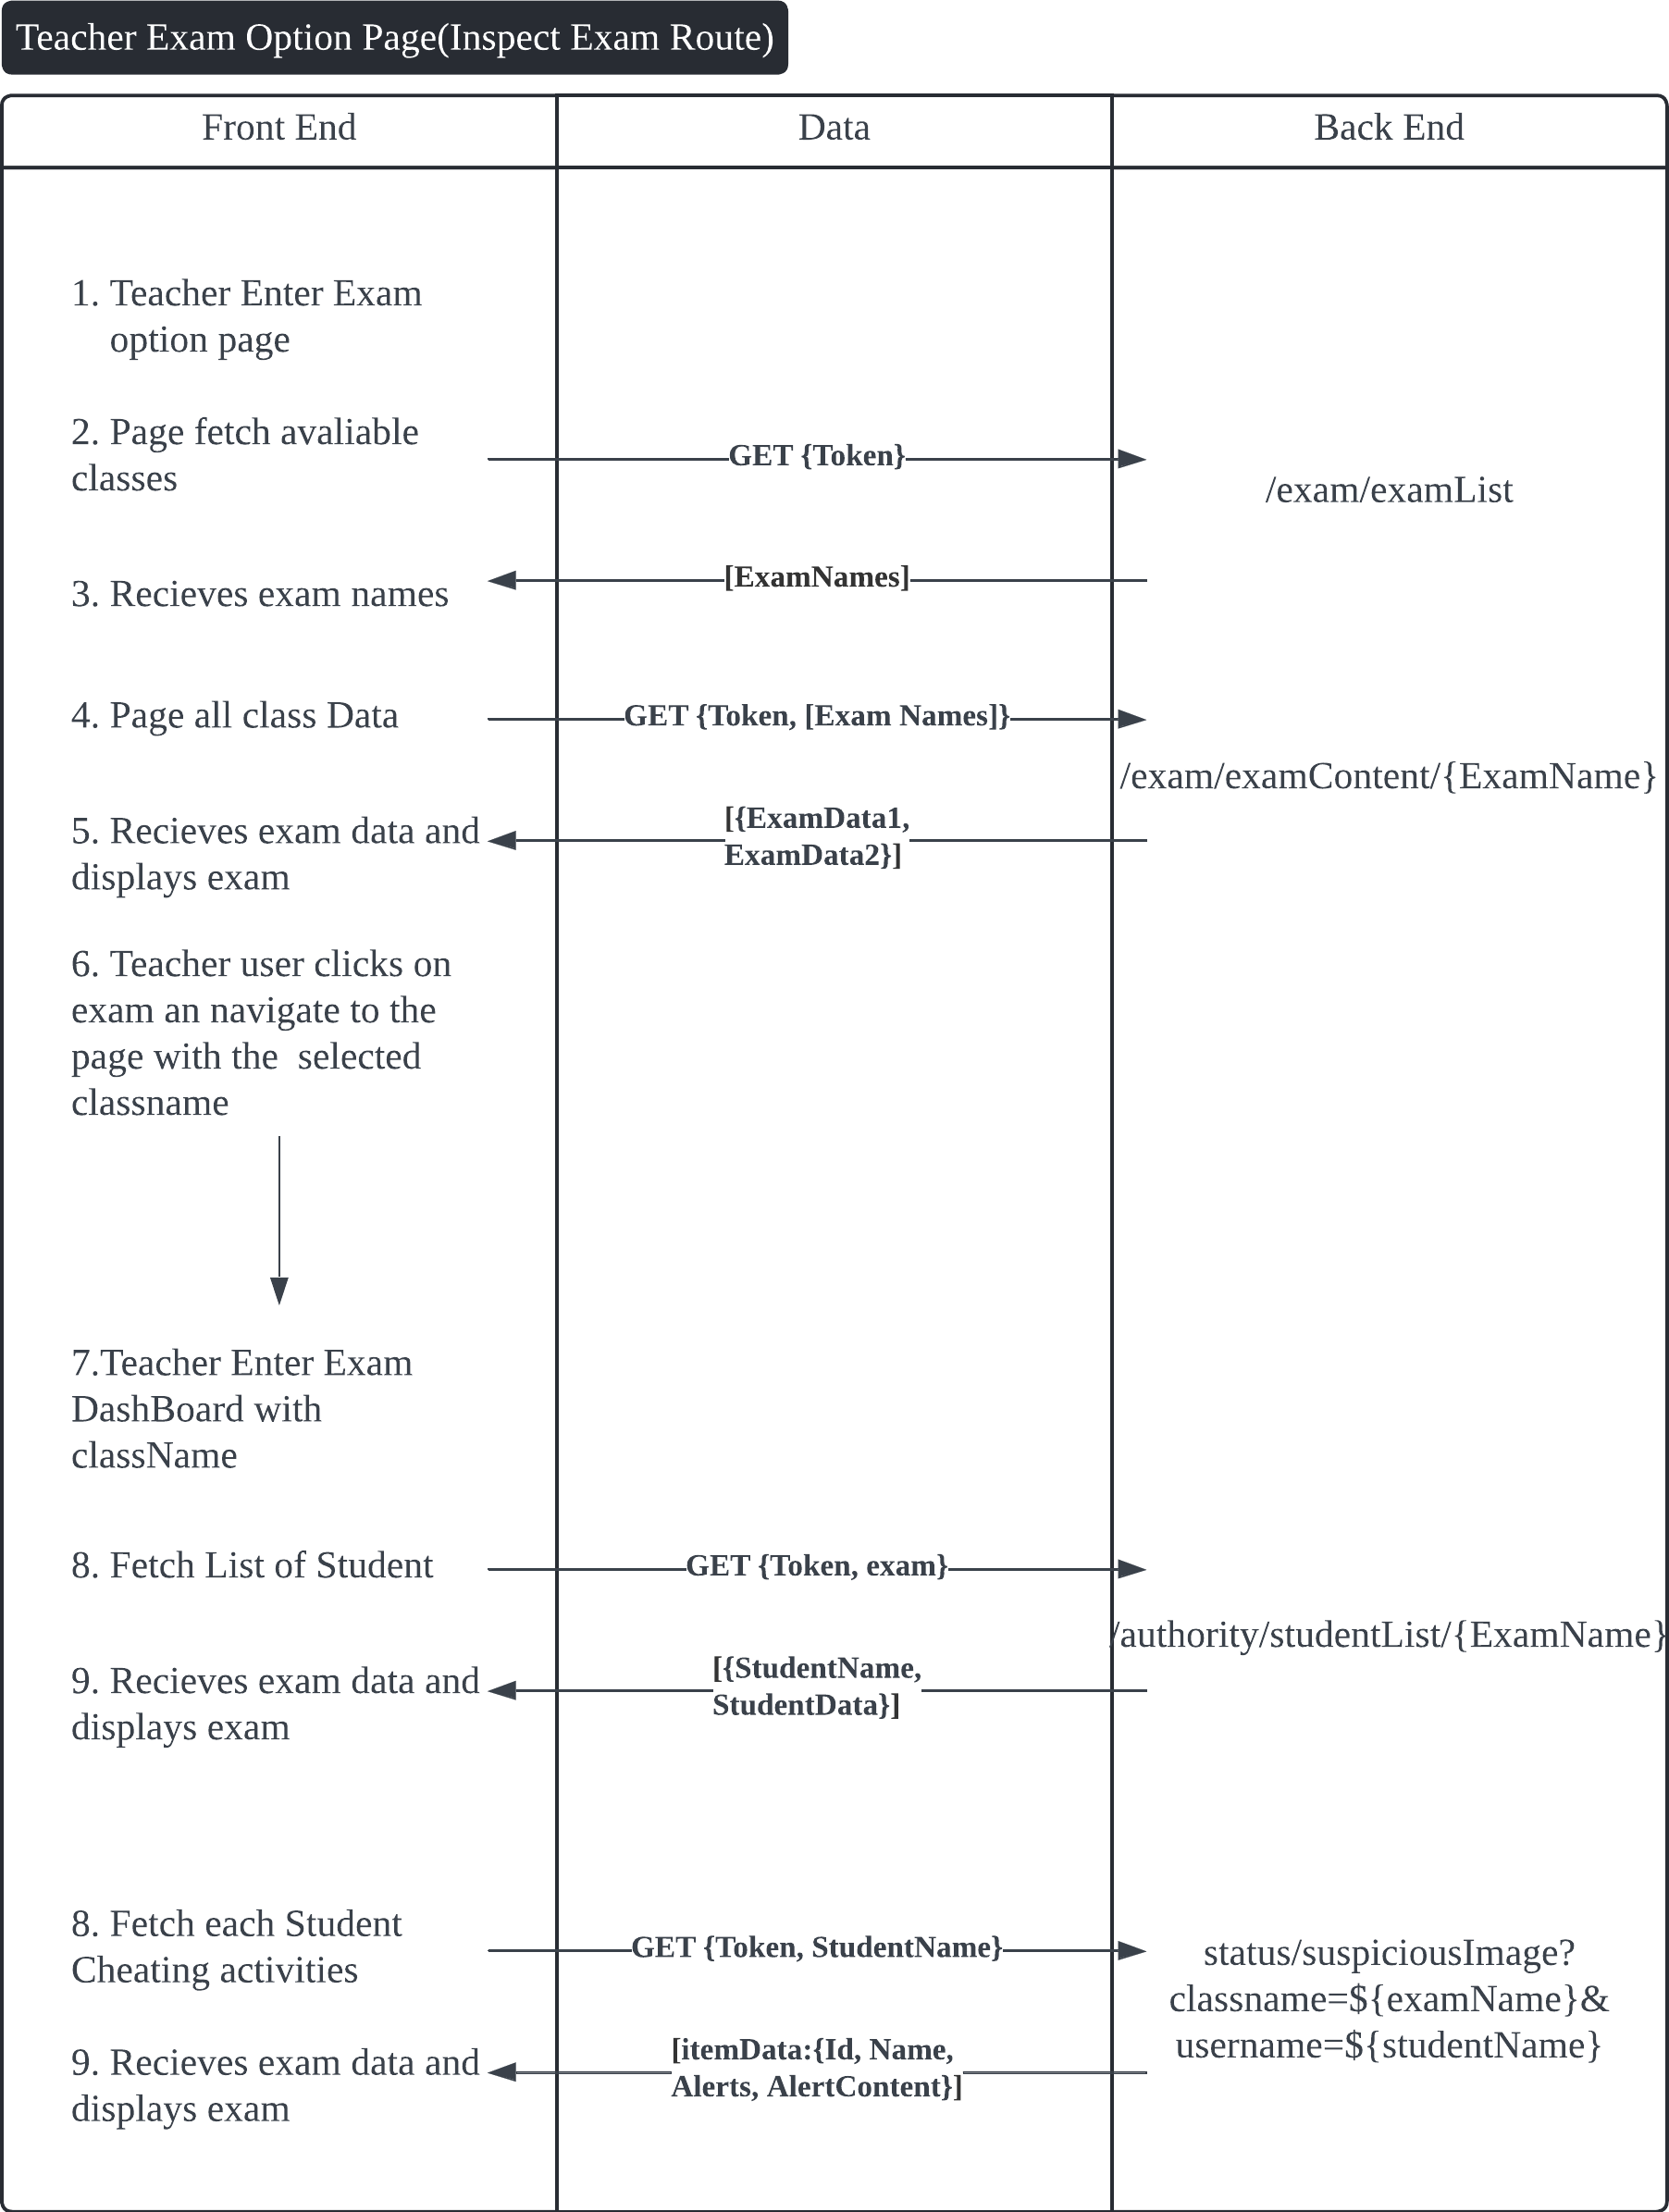 Teacher Exam Option Page(Inspect Exam Route)
Front End
Data
Back End
1. Teacher Enter Exam
option page
2. Page fetch avaliable
classes
GET {Token}
/exam/examList
3. Recieves exam names
[ExamNames]
4. Page all class Data
GET {Token, [Exam Names]}
/exam/examContent/{ExamName}
5. Recieves exam data and
displays exam
[{ExamData1,
ExamData2}]
6. Teacher user clicks on
exam an navigate to the
page with the  selected
classname
7.Teacher Enter Exam
DashBoard with
className
8. Fetch List of Student
GET {Token, exam}
/authority/studentList/{ExamName}
9. Recieves exam data and
displays exam
[{StudentName,
StudentData}]
8. Fetch each Student
Cheating activities
GET {Token, StudentName}
status/suspiciousImage?
classname=${examName}&
username=${studentName}
9. Recieves exam data and
displays exam
[itemData:{Id, Name,
Alerts, AlertContent}]